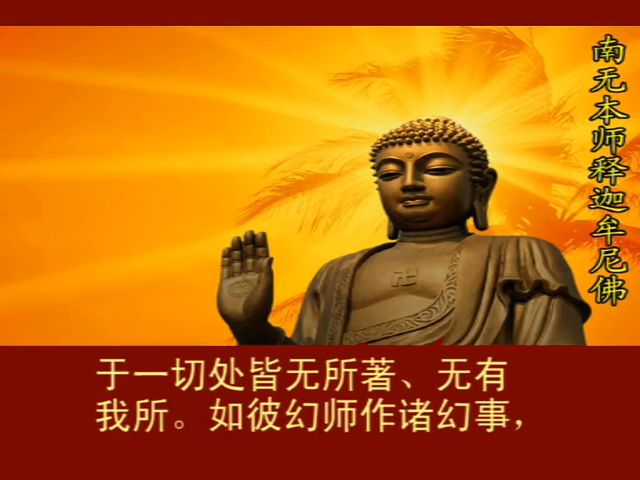 南无本师释迦牟尼佛
于一切处皆无所著、无有
我所。如彼幻师作诸幻事，